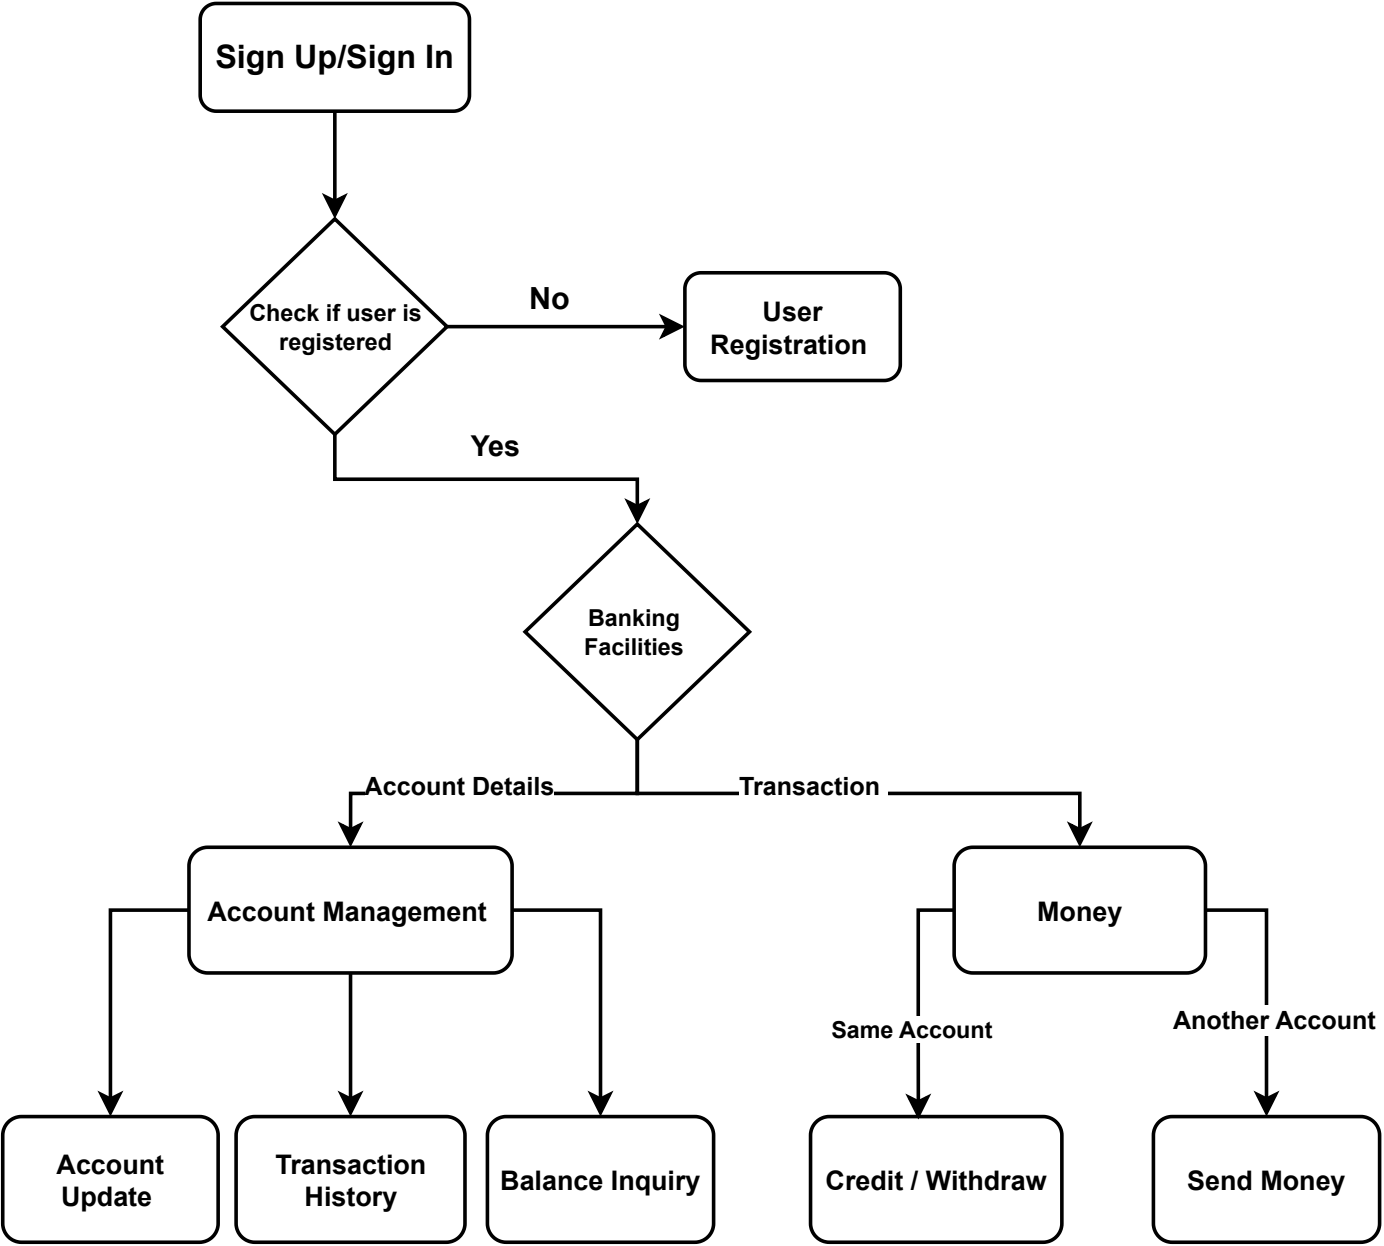 Sign Up/Sign In
Check if user is
registered
No
User
Registration
Yes
Banking
Facilities
Account Details
Transaction
Account Management
Money
Same Account
Another Account
Account
Update
Transaction
History
Balance Inquiry
Credit / Withdraw
Send Money